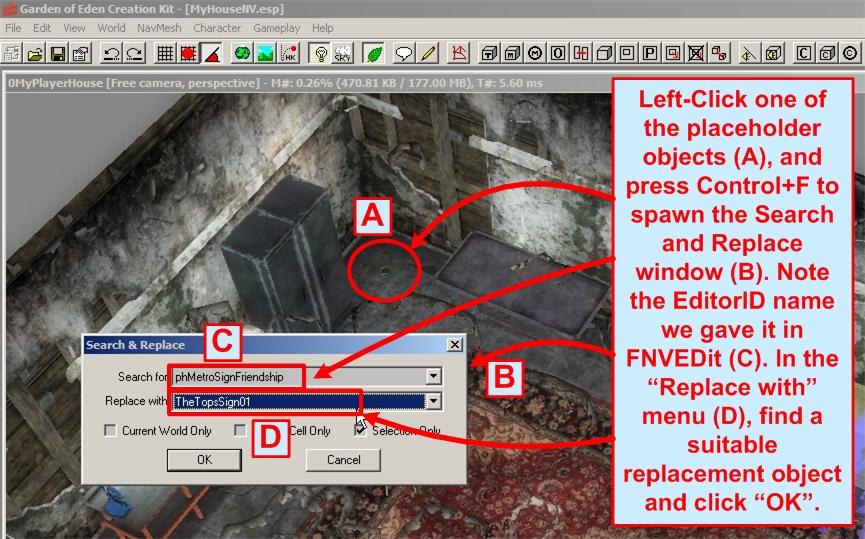 Garden of Eden Creation Kit - [MyHouseNV.esp]
File Edit View World NavMesh Character Gameplay Help
HK
SKY
T M M O P C C
0MyPlayerHouse [Free camera, perspective] - M#: 0.26% (470.81 KB / 177.00 MB), T#: 5.60 ms
Left-Click one of
the placeholder
objects (A), and
press Control+F to
spawn the Search
and Replace
window (B). Note
the EditorID name
we gave it in
FNVEDit (C). In the
“Replace with”
menu (D), find a
suitable
replacement object
and click “OK”.
A
B
C
D
Search & Replace
Search for phMetroSignFriendship
Replace with TheTopsSign01
Current World Only Cell Only Selection Only
OK Cancel